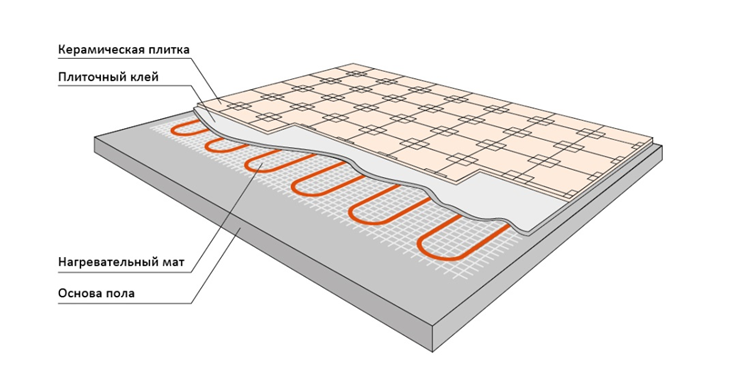 Керамическая плитка
Плиточный клей
Нагревательный мат
Основа пола